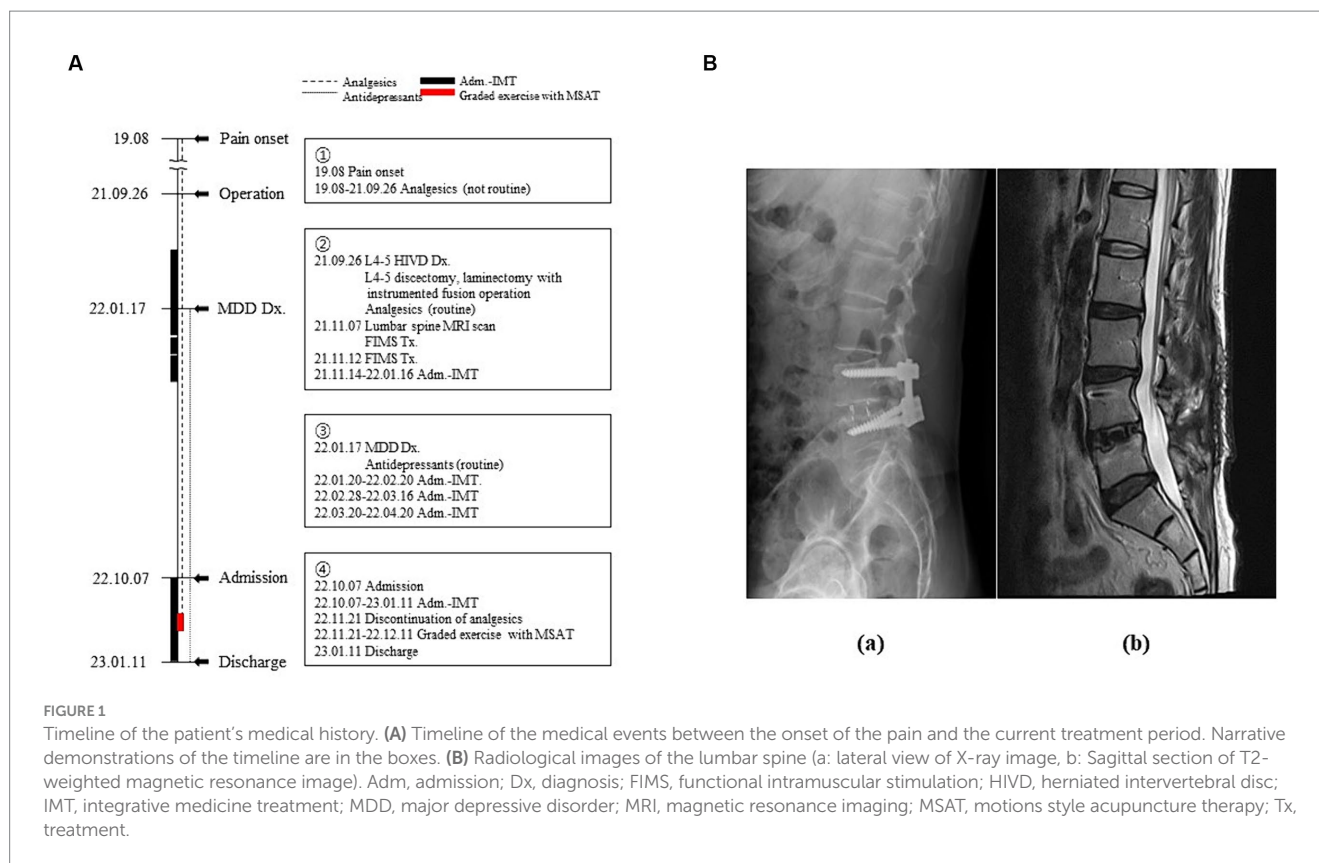 A
B
Analgesics
Antidepressants
Adm.-IMT
Graded exercise with MSAT
19.08
Pain onset
21.09.26
Operation
22.01.17
MDD Dx.
22.10.07
Admission
23.01.11
Discharge
①
19.08 Pain onset
19.08-21.09.26 Analgesics (not routine)
②
21.09.26 L4-5 HIVD Dx.
L4-5 discectomy, laminectomy with
instrumented fusion operation
Analgesics (routine)
21.11.07 Lumbar spine MRI scan
FIMS Tx.
21.11.12 FIMS Tx.
21.11.14-22.01.16 Adm.-IMT
③
22.01.17 MDD Dx.
Antidepressants (routine)
22.01.20-22.02.20 Adm.-IMT.
22.02.28-22.03.16 Adm.-IMT
22.03.20-22.04.20 Adm.-IMT
④
22.10.07 Admission
22.10.07-23.01.11 Adm.-IMT
22.11.21 Discontinuation of analgesics
22.11.21-22.12.11 Graded exercise with MSAT
23.01.11 Discharge
(a)
(b)
FIGURE 1
Timeline of the patient's medical history. (A) Timeline of the medical events between the onset of the pain and the current treatment period. Narrative
demonstrations of the timeline are in the boxes. (B) Radiological images of the lumbar spine (a: lateral view of X-ray image, b: Sagittal section of T2-
weighted magnetic resonance image). Adm, admission; Dx, diagnosis; FIMS, functional intramuscular stimulation; HIVD, herniated intervertebral disc;
IMT, integrative medicine treatment; MDD, major depressive disorder; MRI, magnetic resonance imaging; MSAT, motions style acupuncture therapy; Tx,
treatment.